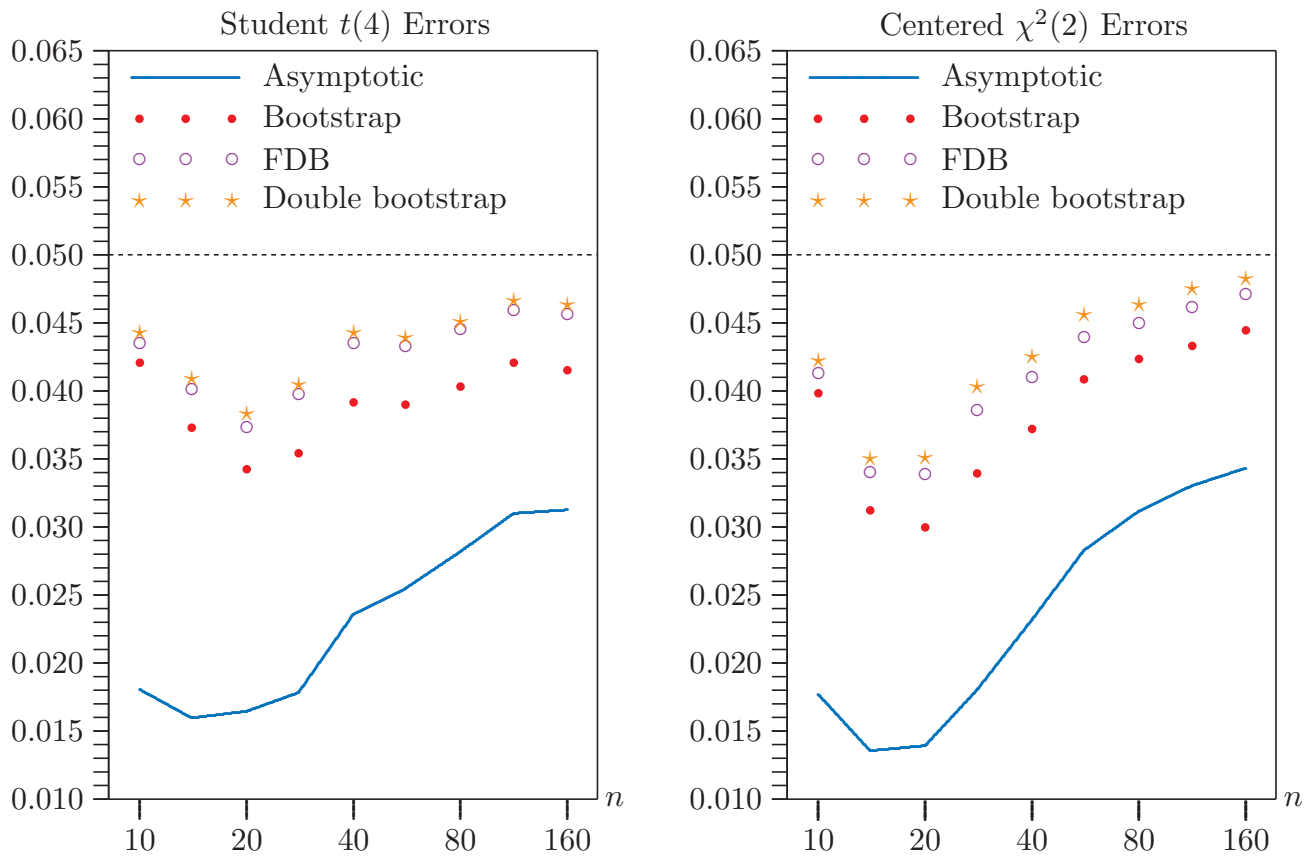 Student t(4) Errors
0.065
0.060
0.055
0.050
0.045
0.040
0.035
0.030
0.025
0.020
0.015
0.010
Asymptotic
Bootstrap
FDB
Double bootstrap
10 20 40 80 160
n
Centered χ²(2) Errors
0.065
0.060
0.055
0.050
0.045
0.040
0.035
0.030
0.025
0.020
0.015
0.010
Asymptotic
Bootstrap
FDB
Double bootstrap
10 20 40 80 160
n